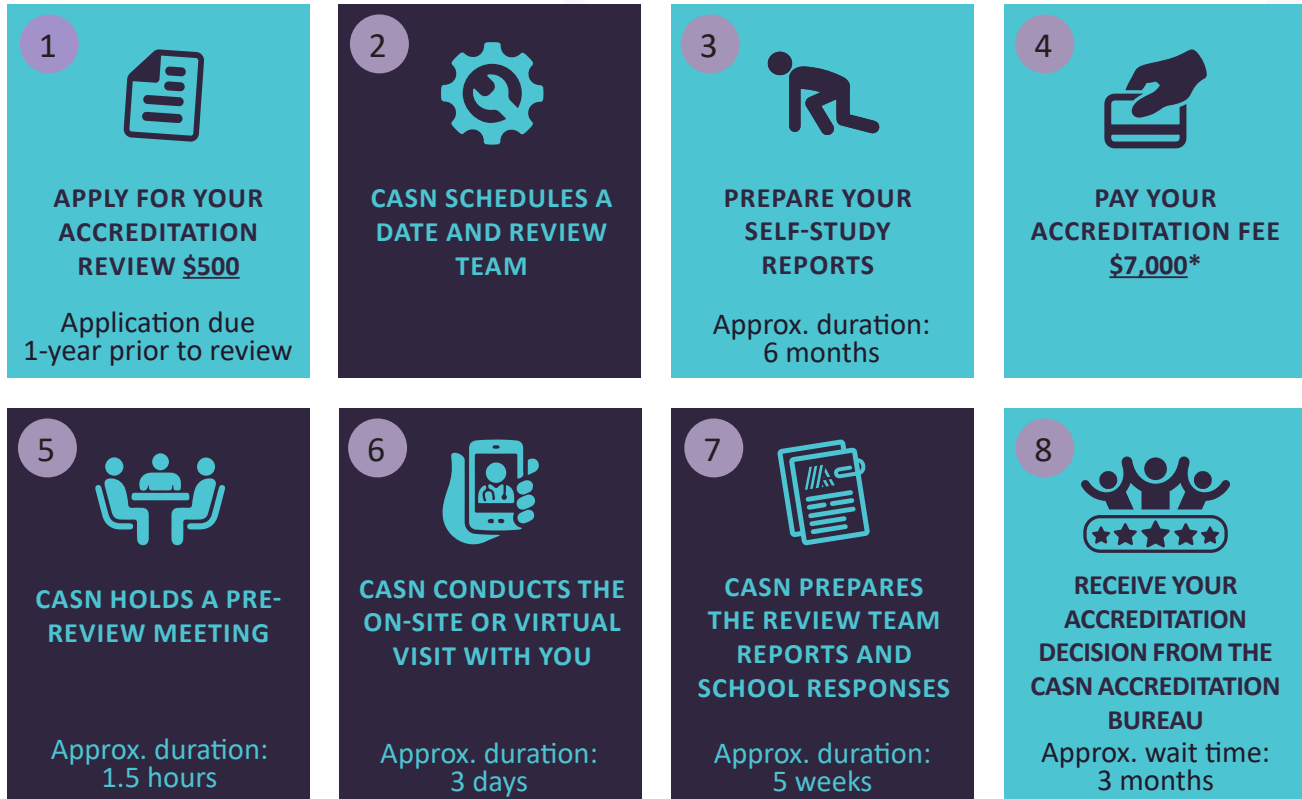 1
APPLY FOR YOUR
ACCREDITATION
REVIEW $500
Application due
1-year prior to review
2
CASN SCHEDULES A
DATE AND REVIEW
TEAM
3
PREPARE YOUR
SELF-STUDY
REPORTS
Approx. duration:
6 months
4
PAY YOUR
ACCREDITATION FEE
$7,000*
5
CASN HOLDS A PRE-
REVIEW MEETING
Approx. duration:
1.5 hours
6
CASN CONDUCTS THE
ON-SITE OR VIRTUAL
VISIT WITH YOU
Approx. duration:
3 days
7
CASN PREPARES
THE REVIEW TEAM
REPORTS AND
SCHOOL RESPONSES
Approx. duration:
5 weeks
8
RECEIVE YOUR
ACCREDITATION
DECISION FROM THE
CASN ACCREDITATION
BUREAU
Approx. wait time:
3 months